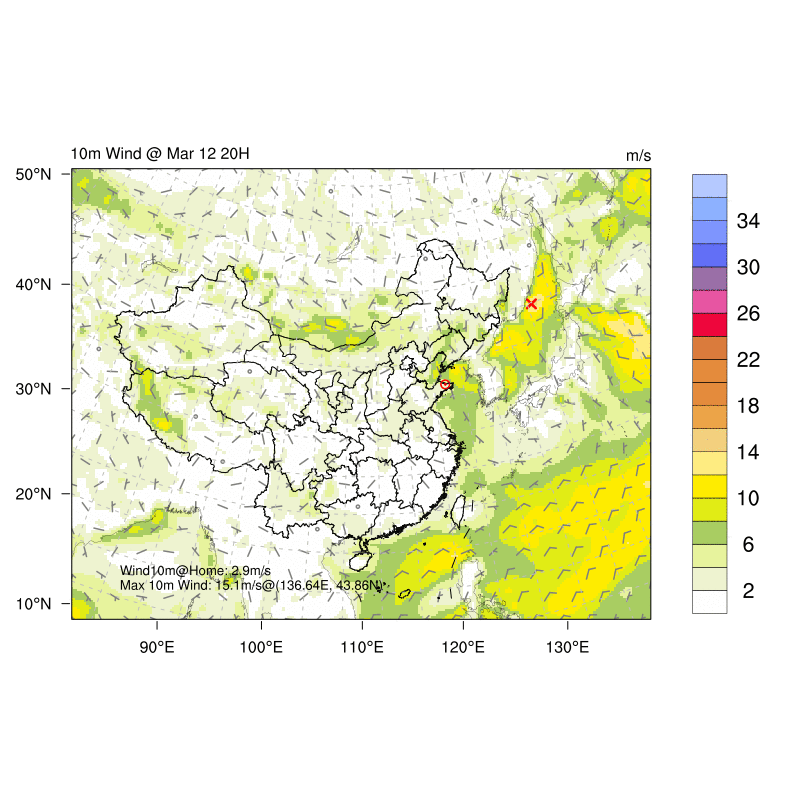 10m Wind @ Mar 12 20H
m/s
50°N
40°N
30°N
20°N
10°N
90°E
100°E
110°E
120°E
130°E
34
30
26
22
18
14
10
6
2
Wind10m@Home: 2.9m/s
Max 10m Wind: 15.1m/s@(136.64E, 43.86N)